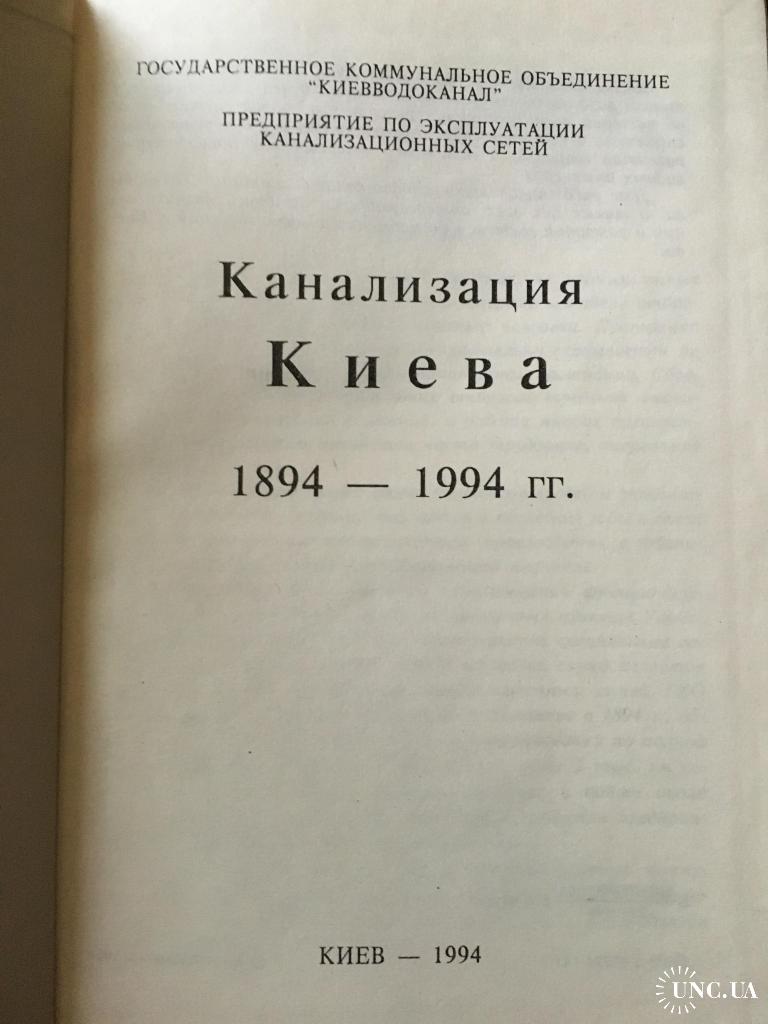 ГОСУДАРСТВЕННОЕ КОММУНАЛЬНОЕ ОБЪЕДИНЕНИЕ
"КИЕВВОДОКАНАЛ"
ПРЕДПРИЯТИЕ ПО ЭКСПЛУАТАЦИИ
КАНАЛИЗАЦИОННЫХ СЕТЕЙ
Канализация
Киева
1894 — 1994 гг.
КИЕВ — 1994
UNC.UA